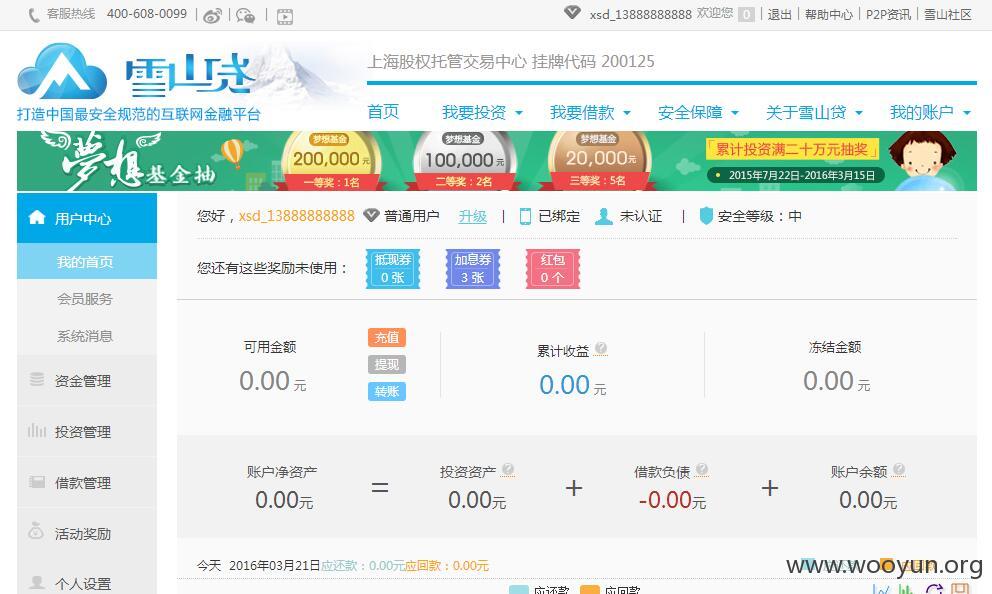 客服热线 400-608-0099
xsd_13888888888 欢迎您 0 退出 帮助中心 P2P资讯 雪山社区
雪山贷
打造中国最安全规范的互联网金融平台
上海股权托管交易中心 挂牌代码 200125
首页 我要投资 我要借款 安全保障 关于雪山贷 我的账户
夢想基金抽
梦想基金 200,000元 一等奖：1名
梦想基金 100,000元 二等奖：2名
梦想基金 20,000元 三等奖：5名
「累计投资满二十万元抽奖」
2015年7月22日-2016年3月15日
用户中心
我的首页
会员服务
系统消息
资金管理
投资管理
借款管理
活动奖励
个人设置
您好，xsd_13888888888 普通用户 升级 | 已绑定 未认证 | 安全等级：中
您还有这些奖励未使用：
抵现券 0 张
加息券 3 张
红包 0 个
可用金额
0.00 元
充值
提现
转账
累计收益 ?
0.00 元
冻结金额
0.00 元
账户净资产 投资资产 ? 借款负债 ? 账户余额 ?
0.00元 = 0.00元 + -0.00元 + 0.00元
今天 2016年03月21日应还款：0.00元应回款：0.00元
www.wooyun.org
应还款 应回款